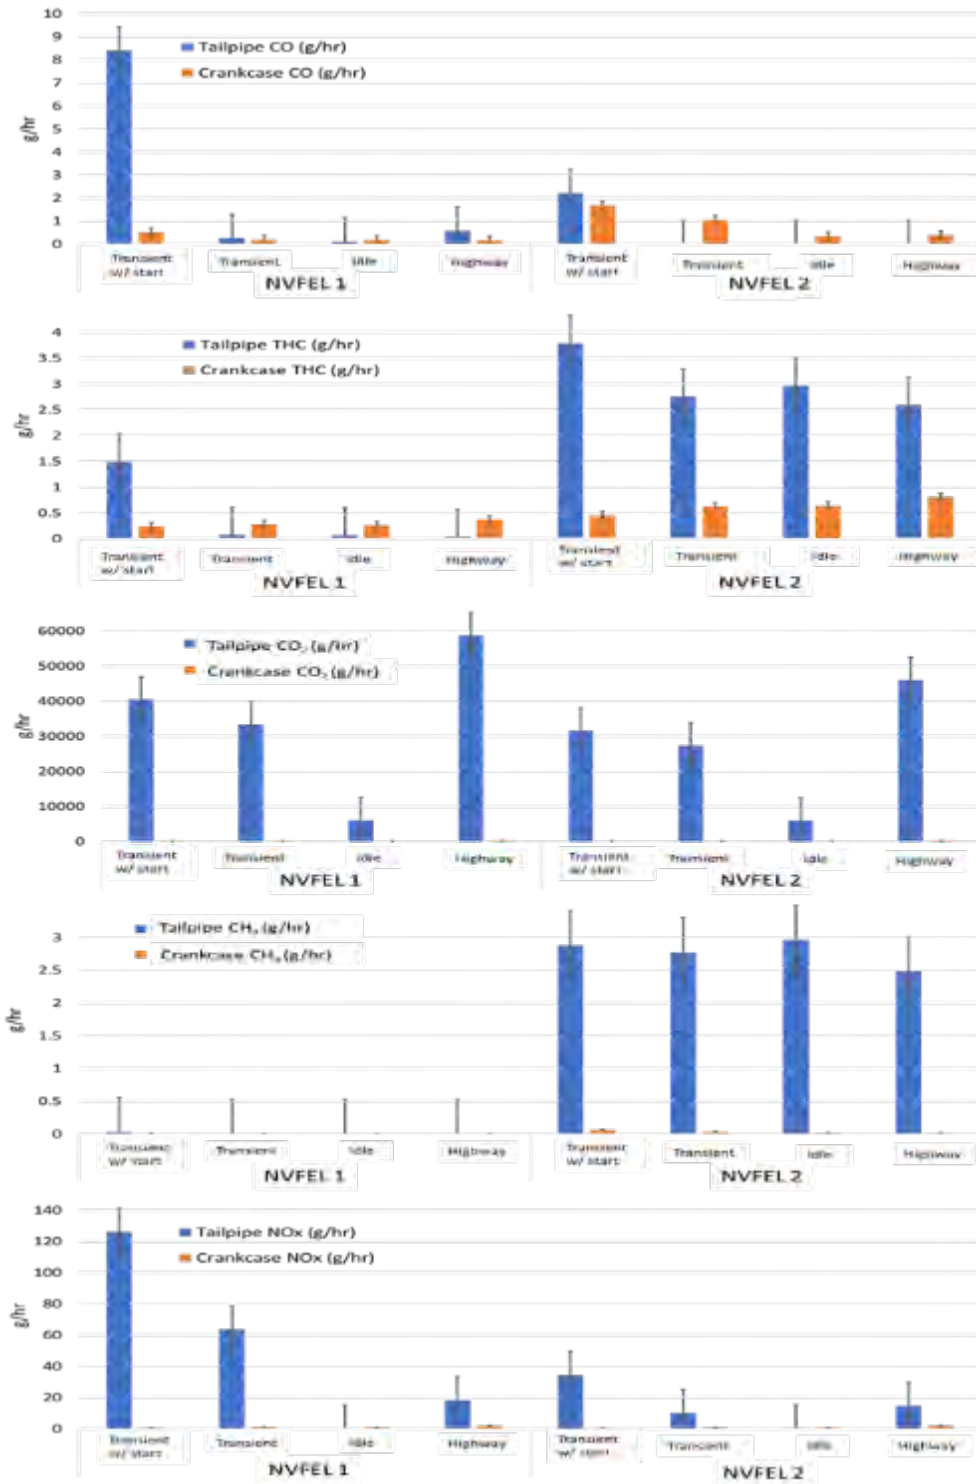 10
9
8
7
6
5
4
3
2
1
0
g/hr
Tailpipe CO (g/hr)
Crankcase CO (g/hr)
Transient w/ start Transient Idle Highway Transient w/ start Transient Idle Highway
NVFEL 1 NVFEL 2
4
3.5
3
2.5
2
1.5
1
0.5
0
g/hr
Tailpipe THC (g/hr)
Crankcase THC (g/hr)
Transient w/ start Transient Idle Highway Transient w/ start Transient Idle Highway
NVFEL 1 NVFEL 2
60000
50000
40000
30000
20000
10000
0
g/hr
Tailpipe CO₂ (g/hr)
Crankcase CO₂ (g/hr)
Transient w/ start Transient Idle Highway Transient w/ start Transient Idle Highway
NVFEL 1 NVFEL 2
3
2.5
2
1.5
1
0.5
0
g/hr
Tailpipe CH₄ (g/hr)
Crankcase CH₄ (g/hr)
Transient w/ start Transient Idle Highway Transient w/ start Transient Idle Highway
NVFEL 1 NVFEL 2
140
120
100
80
60
40
20
0
g/hr
Tailpipe NOx (g/hr)
Crankcase NOx (g/hr)
Transient w/ start Transient Idle Highway Transient w/ start Transient Idle Highway
NVFEL 1 NVFEL 2